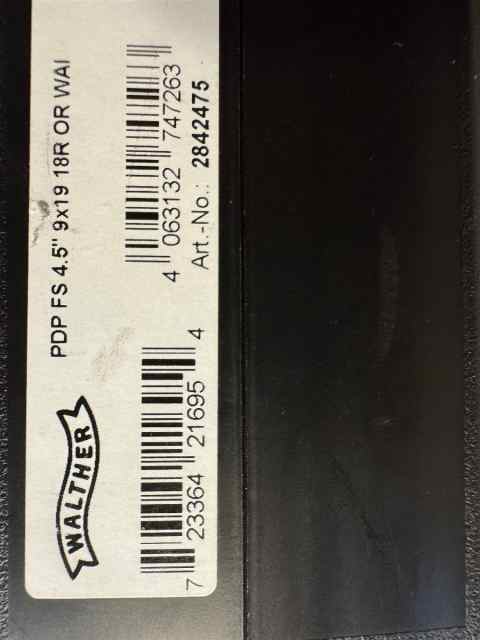 WALTHER
PDP FS 4.5" 9x19 18R OR WAI
7 23364 21695 4
4 063132 747263
Art.-No.: 2842475